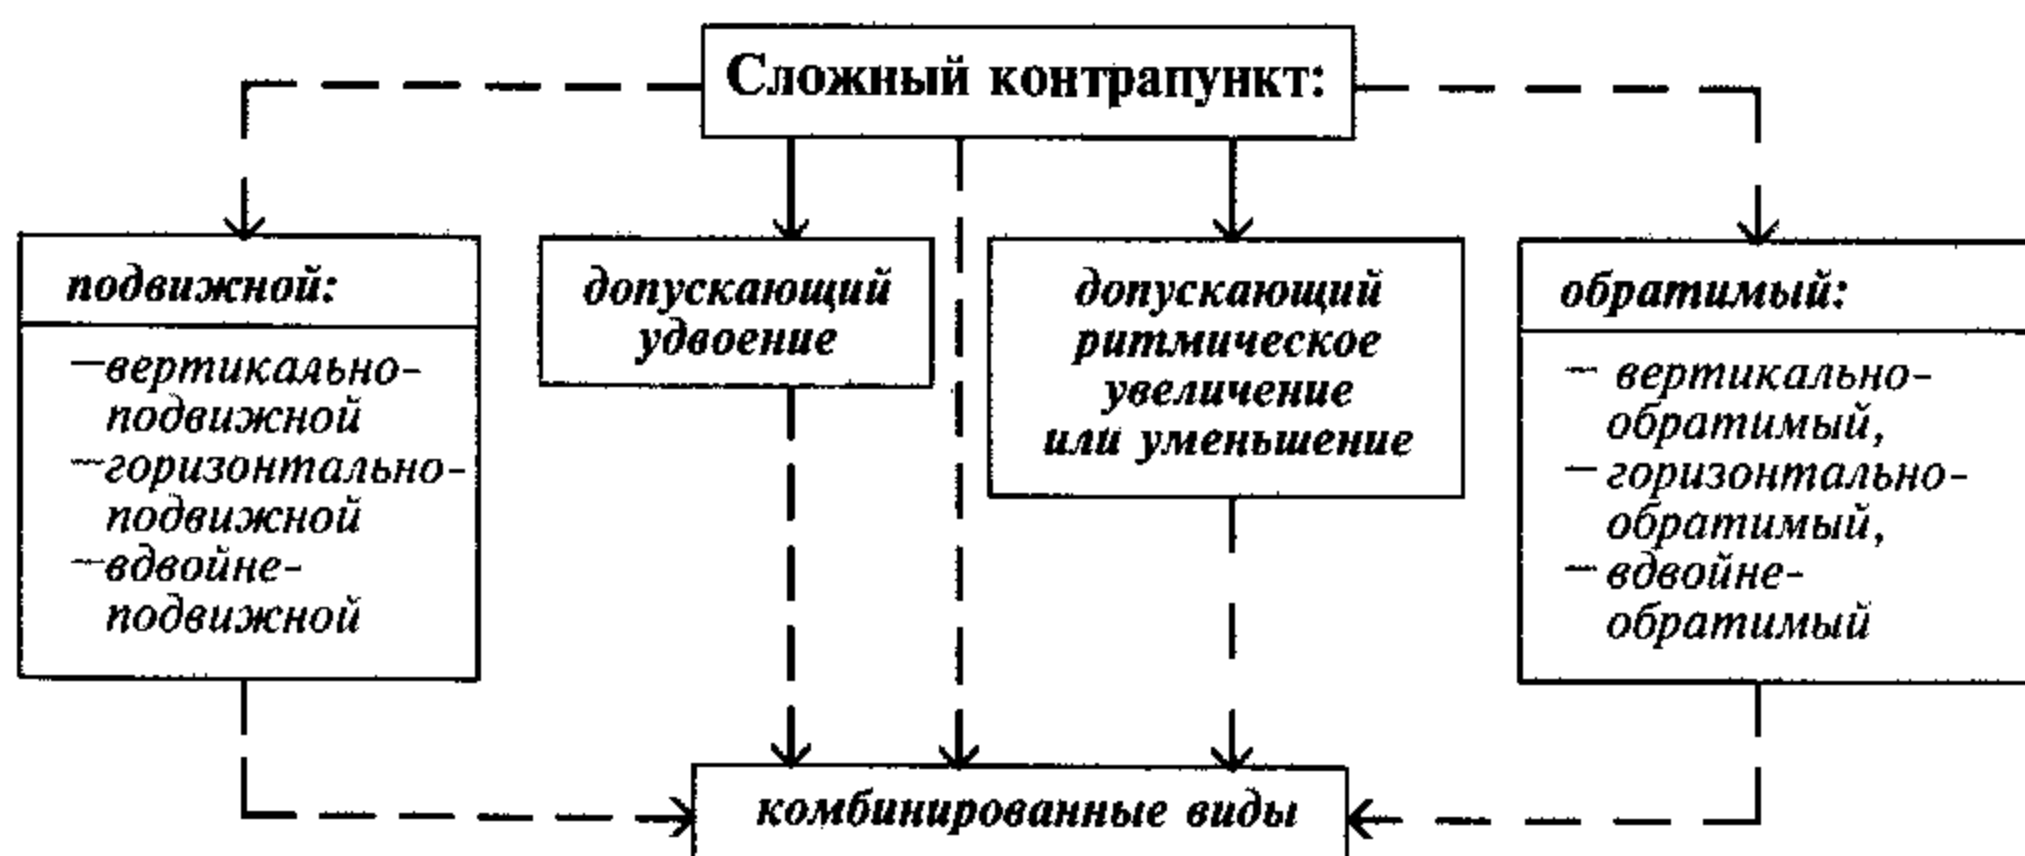 Сложный контрапункт:
подвижной:
—вертикально-
подвижной
—горизонтально-
подвижной
—вдвойне-
подвижной
допускающий
удвоение
допускающий
ритмическое
увеличение
или уменьшение
обратимый:
— вертикально-
обратимый,
— горизонтально-
обратимый,
— вдвойне-
обратимый
комбинированные виды